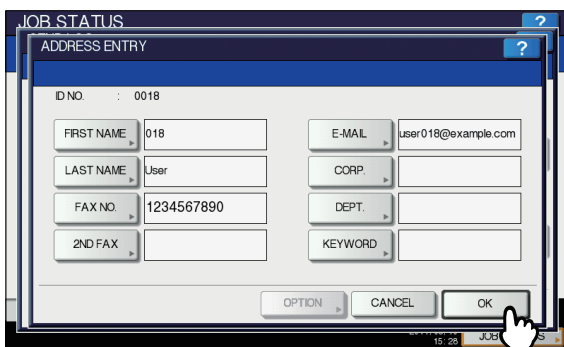 JOB STATUS
?
ADDRESS ENTRY
?
ID NO. : 0018
FIRST NAME 018
E-MAIL user018@example.com
LAST NAME User
CORP.
FAX NO. 1234567890
DEPT.
2ND FAX
KEYWORD
OPTION
CANCEL
OK
15:28
JOB